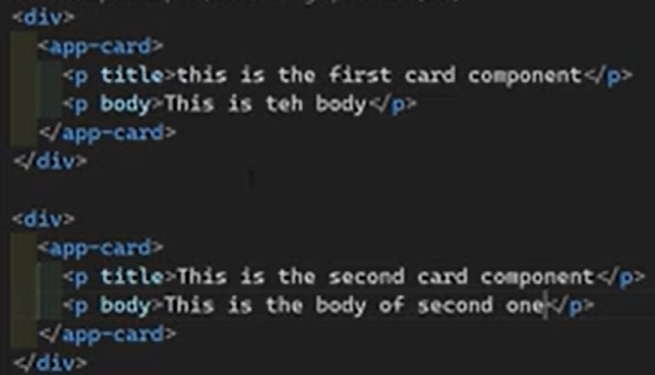 <div>
<app-card>
<p title>this is the first card component</p>
<p body>This is teh body</p>
</app-card>
</div>
<div>
<app-card>
<p title>This is the second card component</p>
<p body>This is the body of second one</p>
</app-card>
</div>